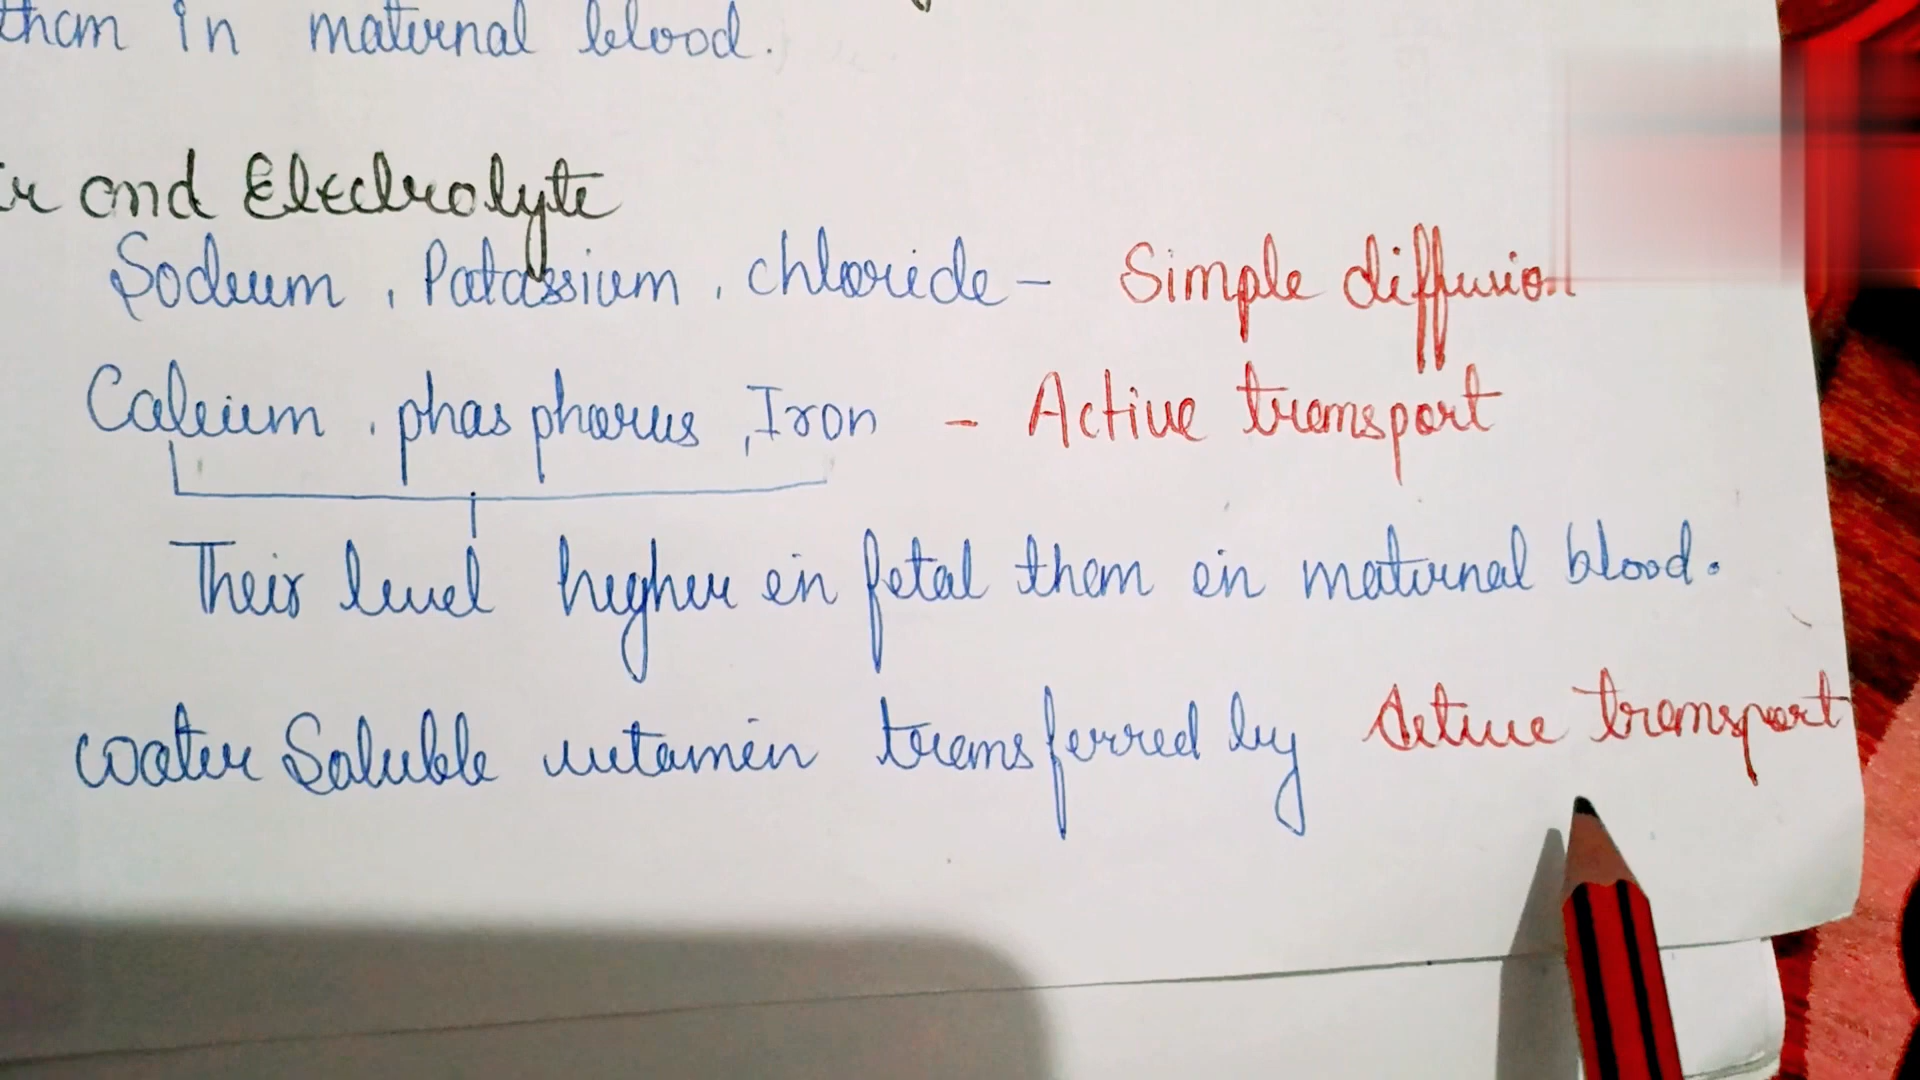 than in maternal blood.
er and Electrolyte
Sodium, Potassium, chloride - Simple diffusion
Calcium, phosphorus, Iron - Active transport
Their level higher in fetal than in maternal blood.
water Soluble vitamin transferred by Active transport